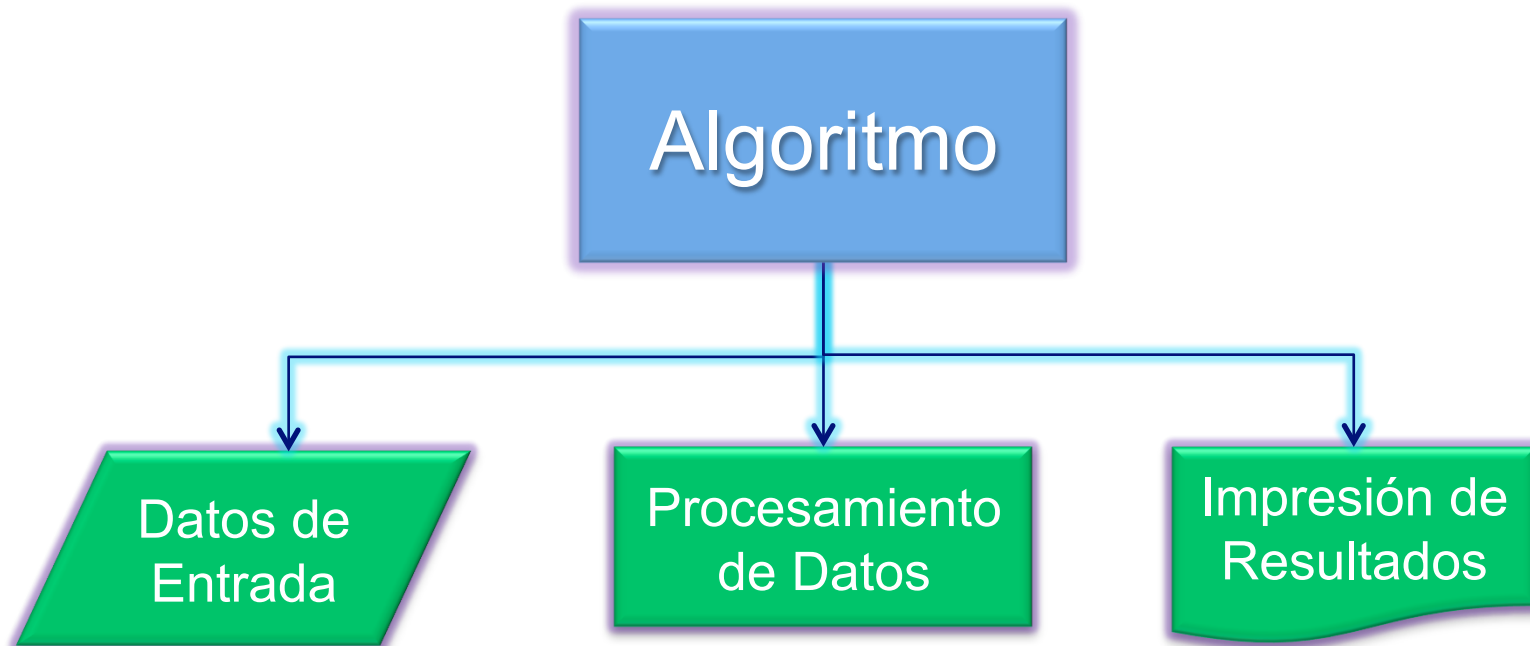 Algoritmo
Datos de
Entrada
Procesamiento
de Datos
Impresión de
Resultados